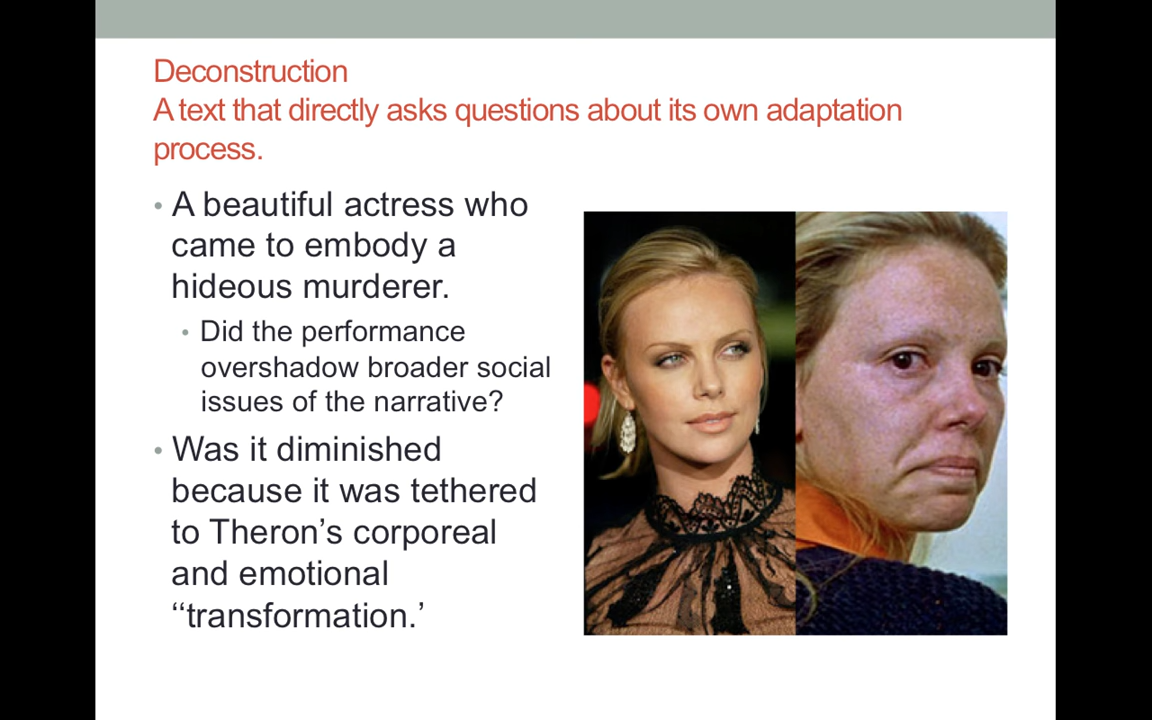 Deconstruction
A text that directly asks questions about its own adaptation
process.
• A beautiful actress who
came to embody a
hideous murderer.
• Did the performance
overshadow broader social
issues of the narrative?
• Was it diminished
because it was tethered
to Theron’s corporeal
and emotional
‘‘transformation.’